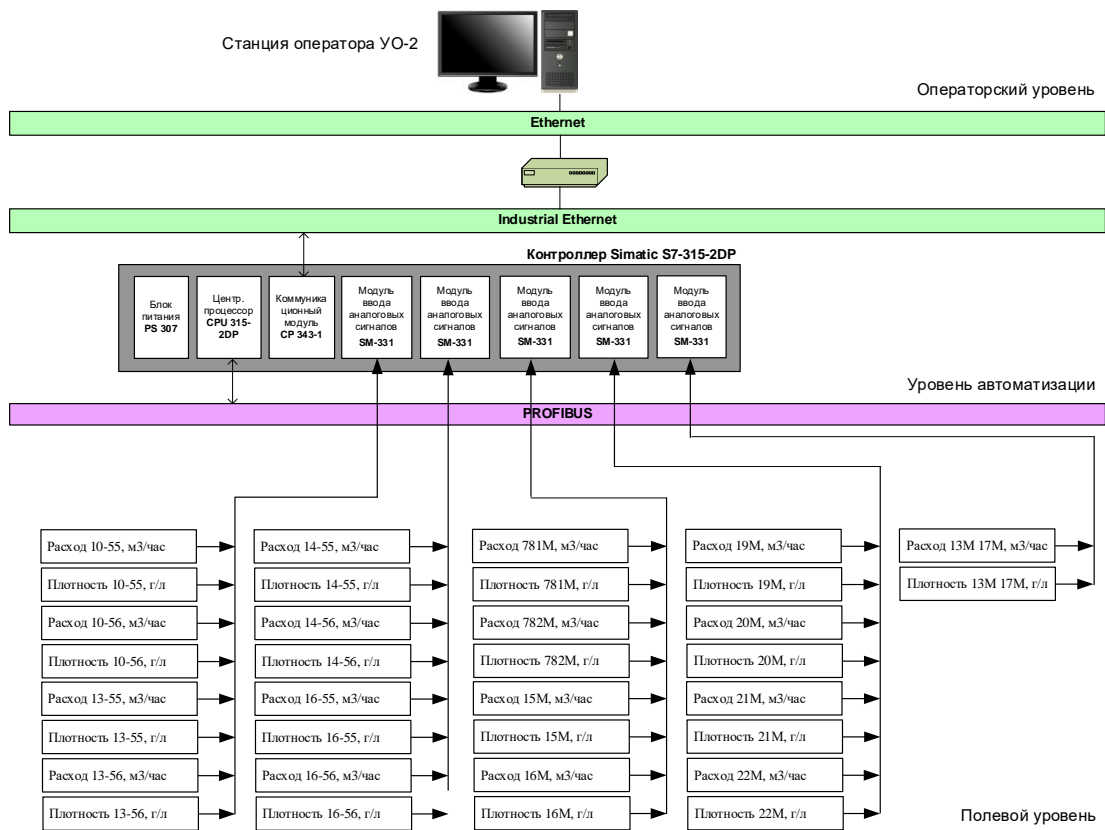 Станция оператора УО-2
Операторский уровень
Ethernet
Industrial Ethernet
Контроллер Simatic S7-315-2DP
Блок
питания
PS 307
Центр.
процессор
CPU 315-
2DP
Коммуника
ционный
модуль
CP 343-1
Модуль
ввода
аналоговых
сигналов
SM-331
Модуль
ввода
аналоговых
сигналов
SM-331
Модуль
ввода
аналоговых
сигналов
SM-331
Модуль
ввода
аналоговых
сигналов
SM-331
Модуль
ввода
аналоговых
сигналов
SM-331
Уровень автоматизации
PROFIBUS
Расход 10-55, м3/час
Плотность 10-55, г/л
Расход 10-56, м3/час
Плотность 10-56, г/л
Расход 13-55, м3/час
Плотность 13-55, г/л
Расход 13-56, м3/час
Плотность 13-56, г/л
Расход 14-55, м3/час
Плотность 14-55, г/л
Расход 14-56, м3/час
Плотность 14-56, г/л
Расход 16-55, м3/час
Плотность 16-55, г/л
Расход 16-56, м3/час
Плотность 16-56, г/л
Расход 781М, м3/час
Плотность 781М, г/л
Расход 782М, м3/час
Плотность 782М, г/л
Расход 15М, м3/час
Плотность 15М, г/л
Расход 16М, м3/час
Плотность 16М, г/л
Расход 19М, м3/час
Плотность 19М, г/л
Расход 20М, м3/час
Плотность 20М, г/л
Расход 21М, м3/час
Плотность 21М, г/л
Расход 22М, м3/час
Плотность 22М, г/л
Расход 13М 17М, м3/час
Плотность 13М 17М, г/л
Полевой уровень